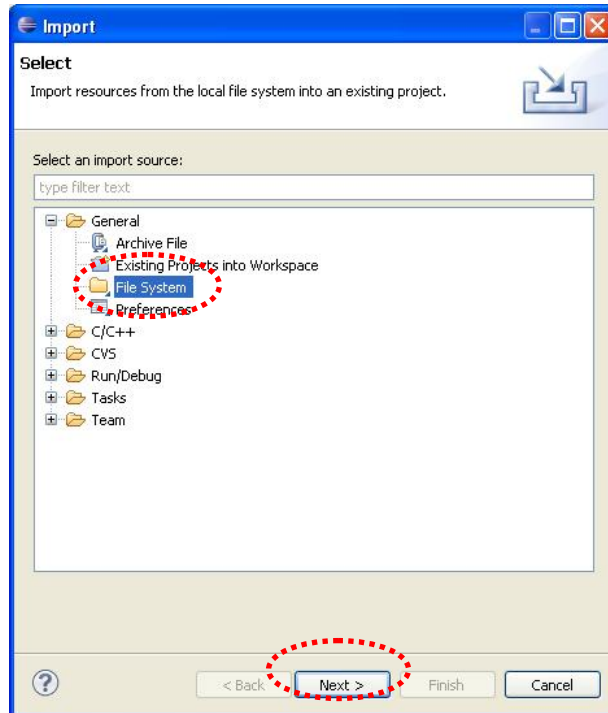 Import
Select
Import resources from the local file system into an existing project.
Select an import source:
type filter text
General
Archive File
Existing Projects into Workspace
File System
Preferences
C/C++
CVS
Run/Debug
Tasks
Team
< Back Next > Finish Cancel